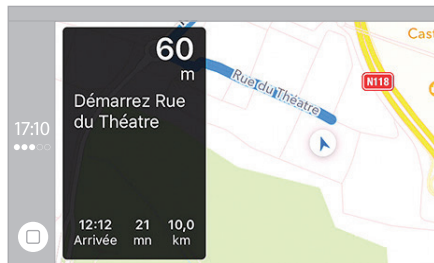 17:10
60
m
Démarrez Rue
du Théatre
12:12 21 10,0
Arrivée mn km
Rue du Théatre
N118